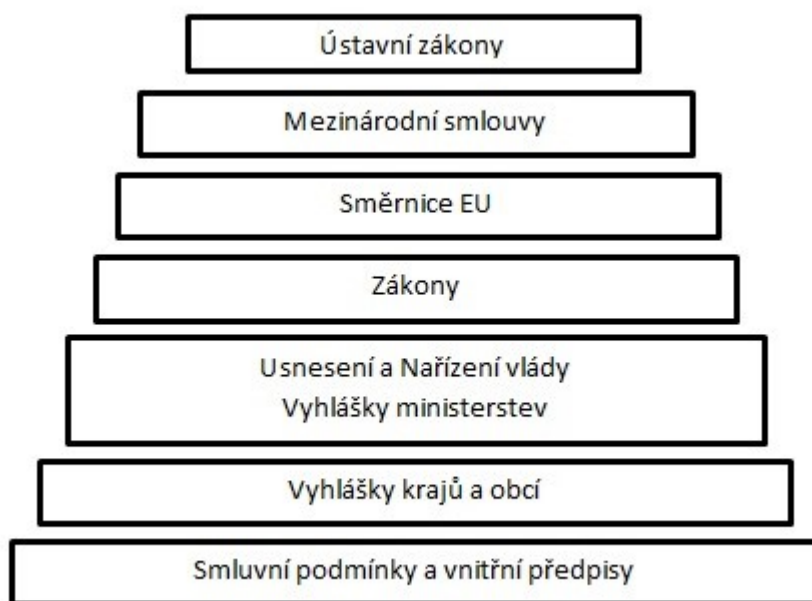 Ústavní zákony
Mezinárodní smlouvy
Směrnice EU
Zákony
Usnesení a Nařízení vlády
Vyhlášky ministerstev
Vyhlášky krajů a obcí
Smluvní podmínky a vnitřní předpisy